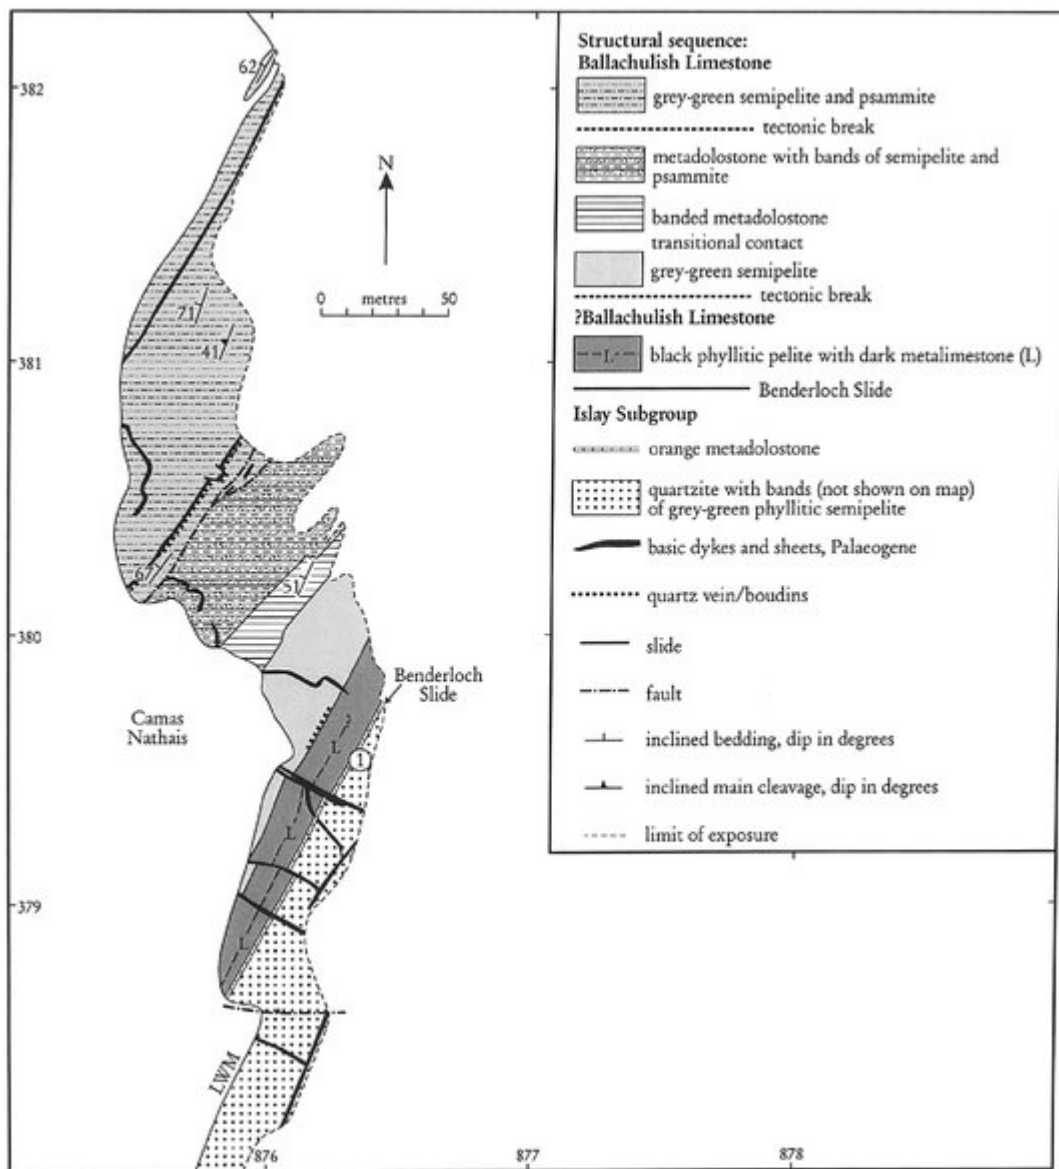 Structural sequence:
Ballachulish Limestone
grey-green semipelite and psammite
tectonic break
metadolostone with bands of semipelite and
psammite
banded metadolostone
transitional contact
grey-green semipelite
tectonic break
?Ballachulish Limestone
L
black phyllitic pelite with dark metalimestone (L)
Benderloch Slide
Islay Subgroup
orange metadolostone
quartzite with bands (not shown on map)
of grey-green phyllitic semipelite
basic dykes and sheets, Palaeogene
quartz vein/boudins
slide
fault
inclined bedding, dip in degrees
inclined main cleavage, dip in degrees
limit of exposure
62
382
N
0 metres 50
71
41
381
67
51
380
Benderloch
Slide
Camas
Nathais
?
L
1
L
379
L
LWM
876
877
878